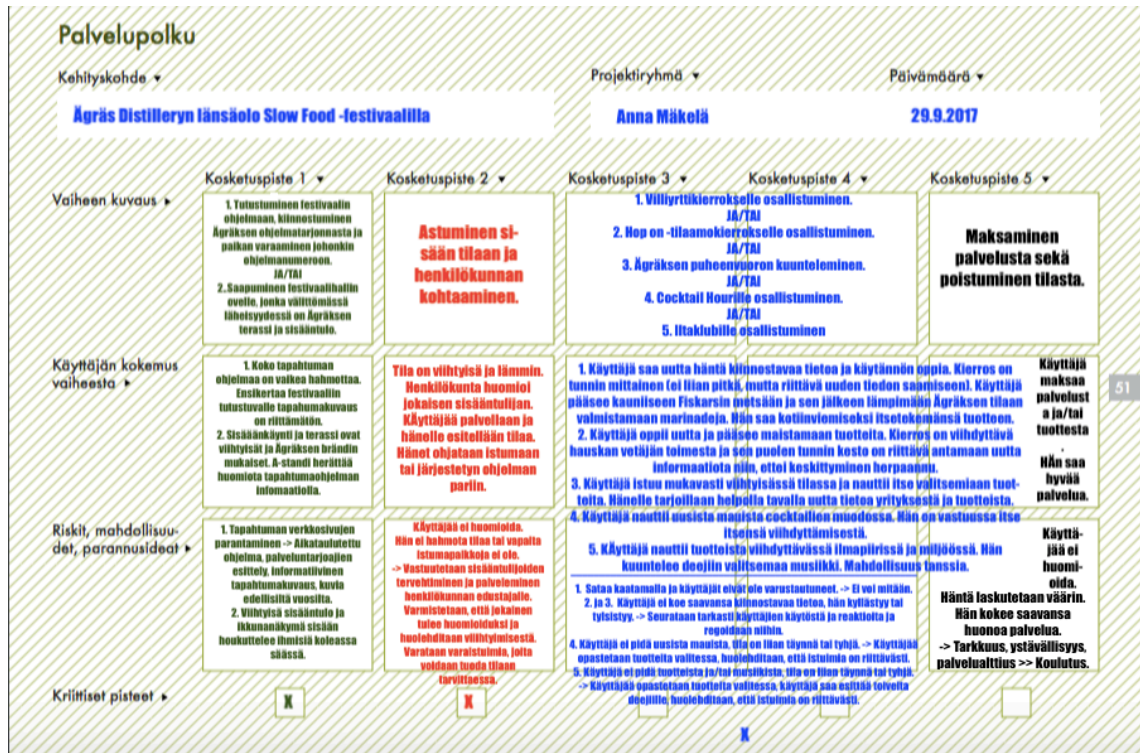 Palvelupolku
Kehityskohde ▾
Projektiryhmä ▾
Päivämäärä ▾
Ägräs Distilleryn länsäolo Slow Food -festivaalilla
Anna Mäkelä
29.9.2017
Kosketuspiste 1 ▾
Kosketuspiste 2 ▾
Kosketuspiste 3 ▾
Kosketuspiste 4 ▾
Kosketuspiste 5 ▾
Vaiheen kuvaus ▸
1. Tutustuminen festivaalin
ohjelmaan, kiinnostuminen
Ägräksen ohjelmatarjonnasta ja
paikan varaaminen johonkin
ohjelmanumeroon.
JA/TAI
2. Saapuminen festivaalihallin
ovelle, jonka välittömässä
läheisyydessä on Ägräksen
terassi ja sisääntulo.
Astuminen si-
sään tilaan ja
henkilökunnan
kohtaaminen.
1. Villiyrttikierrokselle osallistuminen.
JA/TAI
2. Hop on -tilaamokierrokselle osallistuminen.
JA/TAI
3. Ägräksen puheenvuoron kuunteleminen.
JA/TAI
4. Cocktail Hourille osallistuminen.
JA/TAI
5. Iltaklubille osallistuminen
Maksaminen
palvelusta sekä
poistuminen tilasta.
Käyttäjän kokemus
vaiheesta ▸
1. Koko tapahtuman
ohjelmaa on vaikea hahmottaa.
Ensikertaa festivaaliin
tutustuvalle tapahumakuvaus
on riittämätön.
2. Sisääänkäynti ja terassi ovat
viihtyisät ja Ägräksen brändin
mukaiset. A-standi herättää
huomiota tapahtumaohjelman
infomaatiolla.
Tila on viihtyisä ja lämmin.
Henkilökunta huomioi
jokaisen sisääntulijan.
KÄyttäjää palvellaan ja
hänelle esitellään tilaa.
Hänet ohjataan istumaan
tai järjestetyn ohjelman
pariin.
1. Käyttäjä saa uutta häntä kiinnostavaa tietoa ja käytännön oppia. Kierros on
tunnin mittainen (ei liian pitkä, mutta riittävä uuden tiedon saamiseen). Käyttäjä
pääsee kauniiseen Fiskarsin metsään ja sen jälkeen lämpimään Ägräksen tilaan
valmistamaan marinadeja. Hän saa kotiinviemiseksi itsetekemänsä tuotteen.
2. Käyttäjä oppii uutta ja pääsee maistamaan tuotteita. Kierros on viihdyttävä
hauskan vetäjän toimesta ja sen puolen tunnin kesto on riittävä antamaan uutta
informaatiota niin, ettei keskittyminen herpaannu.
3. Käyttäjä istuu mukavasti viihtyisässä tilassa ja nauttii itse valitsemiaan tuot-
teita. Hänelle tarjoillaan helpolla tavalla uutta tietoa yrityksestä ja tuotteista.
4. Käyttäjä nauttii uusista mauista cocktailien muodossa. Hän on vastuussa itse
itsensä viihdyttämisestä.
5. KÄyttäjä nauttii tuotteista viihdyttävässä ilmapiirissä ja miljöössä. Hän
kuuntelee deejiin valitsemaa musiikki. Mahdollisuus tanssia.
Käyttäjä
maksaa
palvelust
a ja/tai
tuottesta
.
HÄn saa
hyvää
palvelua.
51
Riskit, mahdollisuu-
det, parannusideat ▸
1. Tapahtuman verkkosivujen
parantaminen -> Aikataulutettu
ohjelma, palveluntarjoajien
esittely, informatiivinen
tapahtumakuvaus, kuvia
edellisiltä vuosilta.
2. Viihtyisä sisääntulo ja
ikkunanäkymä sisään
houkuttelee ihmisiä koleassa
säässä.
KÄyttäjää ei huomioida.
Hän ei hahmota tilaa tai vapaita
istumapaikkoja ei ole.
-> Vastuutetaan sisääntulijoiden
tervehtiminen ja palveleminen
henkilökunnan edustajalle.
Varmistetaan, että jokainen
tulee huomioiduksi ja
huolehditaan viihtyimisestä.
Varataan varaistuimia, joita
voidaan tuoda tilaan
tarvittaessa.
1. Sataa kaatamalla ja käyttäjät eivät ole varustautuneet. -> Ei voi mitään.
2. ja 3. Käyttäjä ei koe saavansa kiinnostavaa tietoa, hän kyllästyy tai
tylsistyy. -> Seurataan tarkasti käyttäjien käytöstä ja reaktioita ja
regoidaan niihin.
4. Käyttäjä ei pidä uusista mauista, tila on liian täynnä tai tyhjä. -> Käyttäjää
opastetaan tuotteita valitessa, huolehditaan, että istuimia on riittävästi.
5. Käyttäjä ei pidä tuotteista ja/tai musiikista, tila on liian täynnä tai tyhjä.
-> Käyttäjää opastetaan tuotteita valitessa, käyttäjä saa esittää toiveita
deejille, huolehditaan, että istuimia on riittävästi.
Käyttä-
jää ei
huomi-
oida.
Häntä laskutetaan väärin.
Hän kokee saavansa
huonoa palvelua.
-> Tarkkuus, ystävällisyys,
palvelualttius >> Koulutus.
Kriittiset pisteet ▸
X
X
X